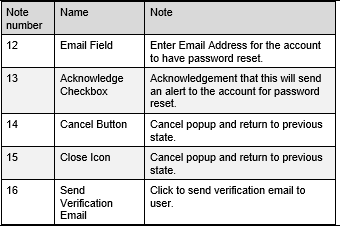 Note number Name Note
12 Email Field Enter Email Address for the account to have password reset.
13 Acknowledge Checkbox Acknowledgement that this will send an alert to the account for password reset.
14 Cancel Button Cancel popup and return to previous state.
15 Close Icon Cancel popup and return to previous state.
16 Send Verification Email Click to send verification email to user.